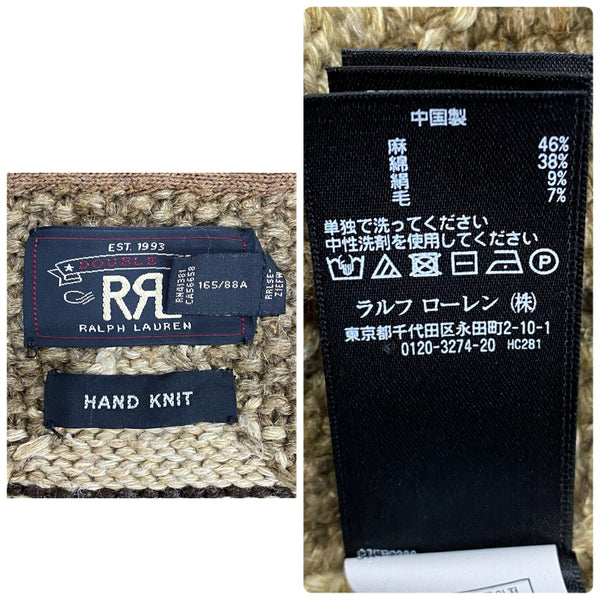 EST. 1993
DOUBLE
RRL
RALPH LAUREN
RN41381
CA56658
165/88A
RRLSE-
HAND KNIT
中国製
麻 46%
綿 38%
絹 9%
毛 7%
単独で洗ってください
中性洗剤を使用してください
P
ラルフ ローレン (株)
東京都千代田区永田町2-10-1
0120-3274-20 HC281